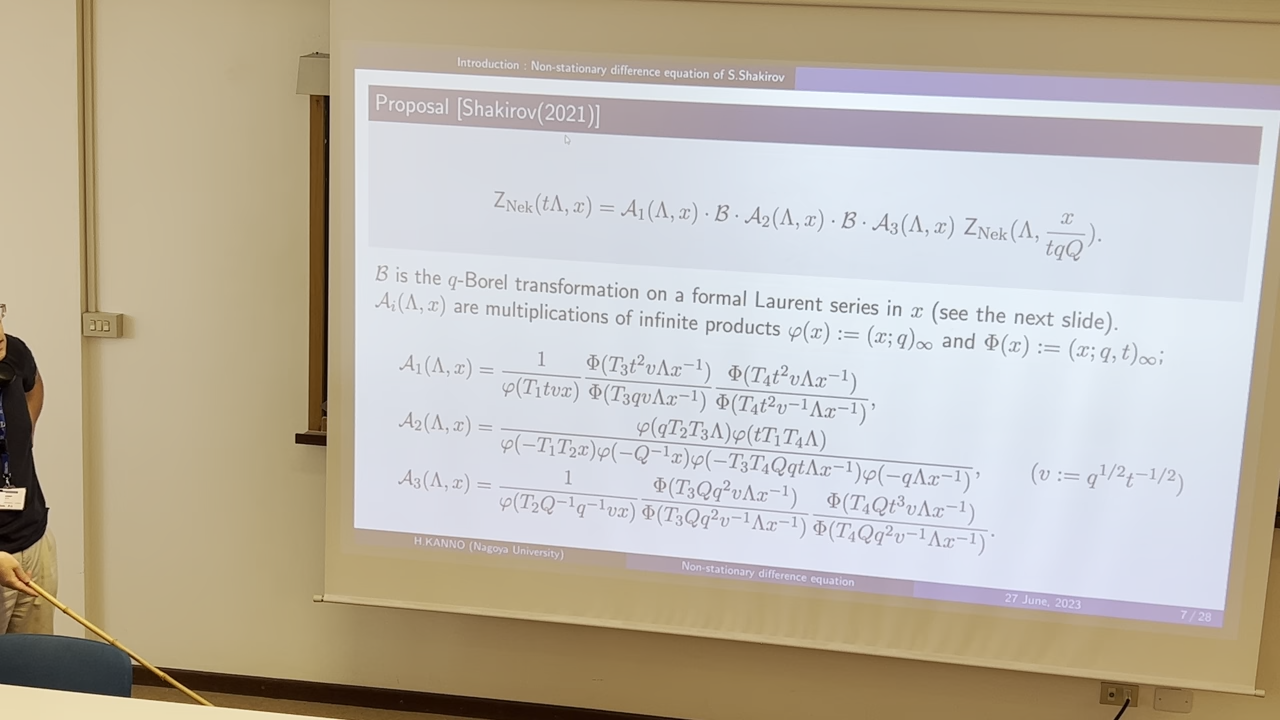 Introduction : Non-stationary difference equation of S.Shakirov
Proposal [Shakirov(2021)]
Z_Nek(tΛ, x) = 𝒜₁(Λ, x) · ℬ · 𝒜₂(Λ, x) · ℬ · 𝒜₃(Λ, x) Z_Nek(Λ, x/(tqQ)).
ℬ is the q-Borel transformation on a formal Laurent series in x (see the next slide).
𝒜ᵢ(Λ, x) are multiplications of infinite products φ(x) := (x; q)_∞ and Φ(x) := (x; q, t)_∞;
𝒜₁(Λ, x) = 1/φ(T₁tvx) Φ(T₃t²vΛx⁻¹)/Φ(T₃qvΛx⁻¹) Φ(T₄t²vΛx⁻¹)/Φ(T₄t²v⁻¹Λx⁻¹),
𝒜₂(Λ, x) = φ(qT₂T₃Λ)φ(tT₁T₄Λ)/φ(−T₁T₂x)φ(−Q⁻¹x)φ(−T₃T₄QqtΛx⁻¹)φ(−qΛx⁻¹), (v := q^{1/2}t^{−1/2})
𝒜₃(Λ, x) = 1/φ(T₂Q⁻¹q⁻¹vx) Φ(T₃Qq²vΛx⁻¹)/Φ(T₃Qq²v⁻¹Λx⁻¹) Φ(T₄Qt³vΛx⁻¹)/Φ(T₄Qq²v⁻¹Λx⁻¹).
H.KANNO (Nagoya University) Non-stationary difference equation 27 June, 2023 7 / 28